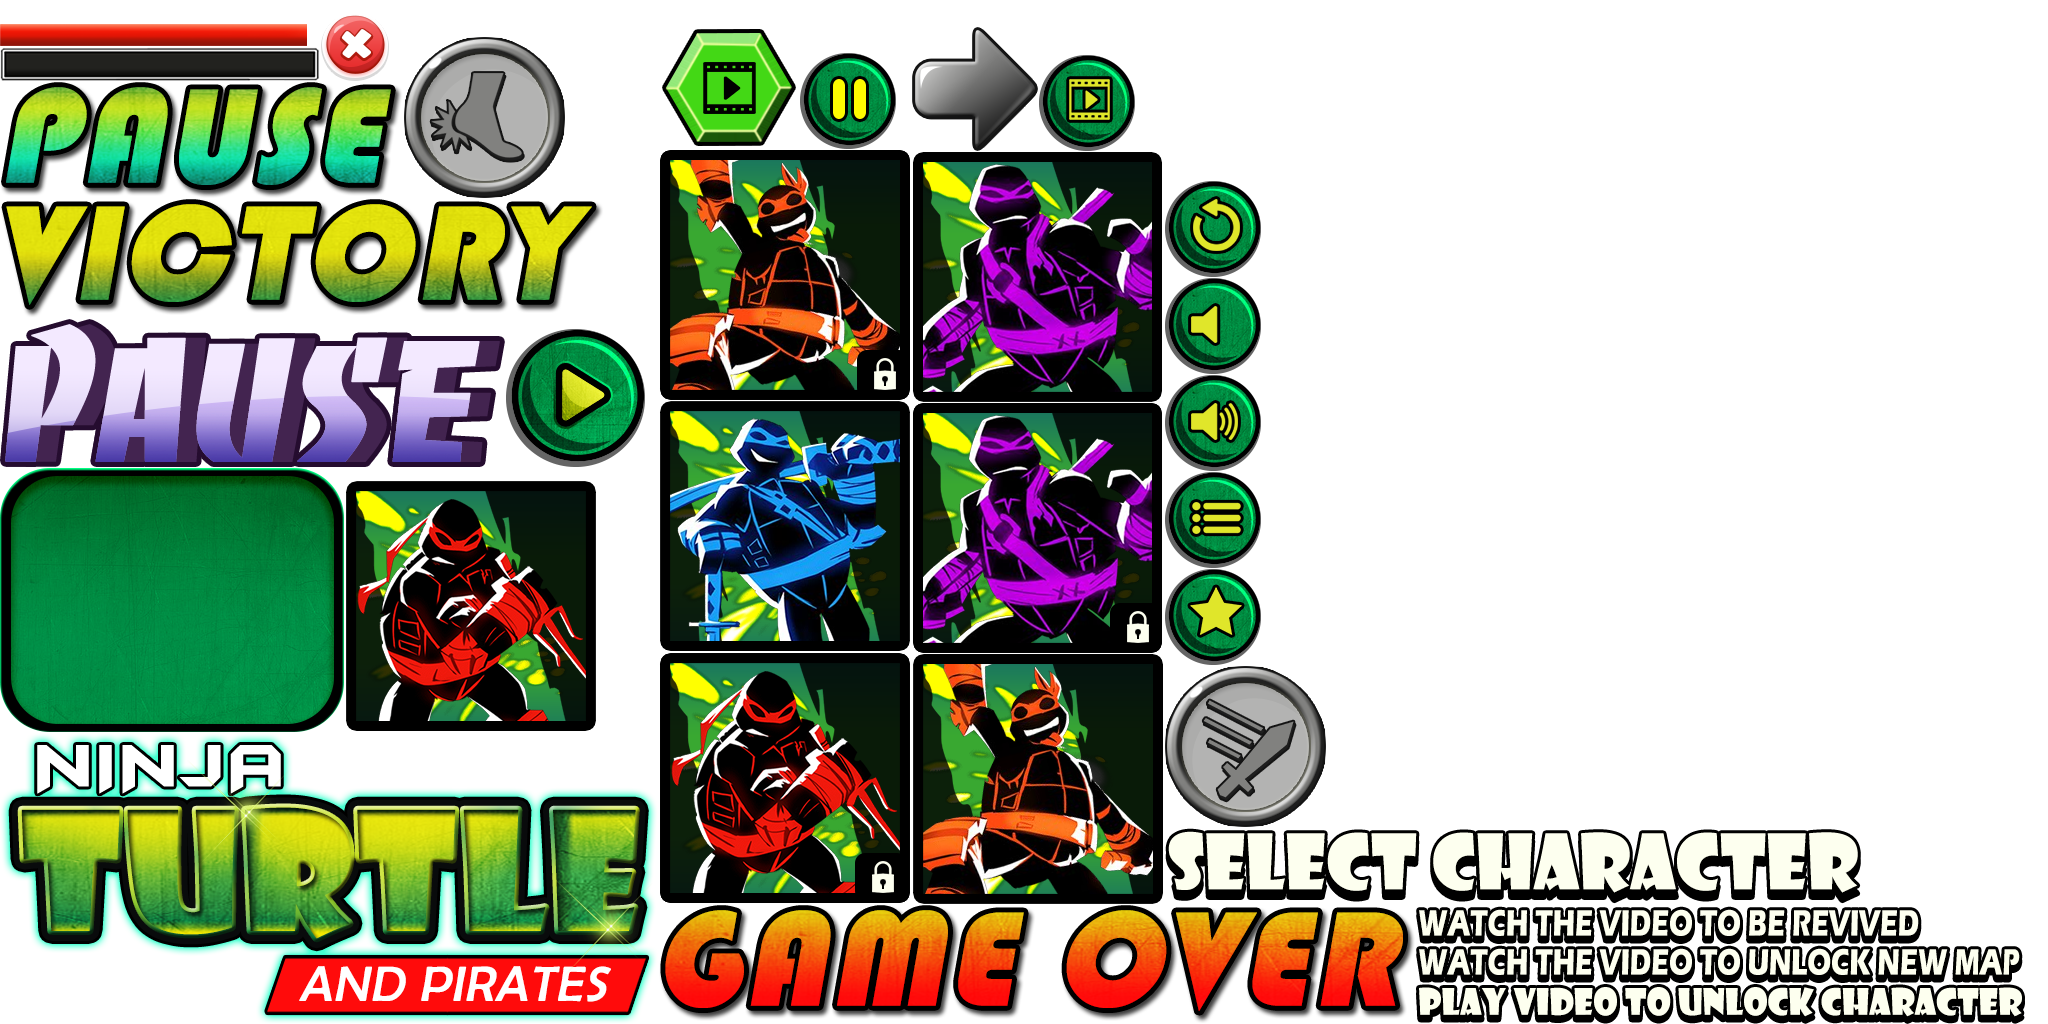 PAUSE
VICTORY
PAUSE
NINJA
TURTLE
AND PIRATES
GAME OVER
SELECT CHARACTER
WATCH THE VIDEO TO BE REVIVED
WATCH THE VIDEO TO UNLOCK NEW MAP
PLAY VIDEO TO UNLOCK CHARACTER